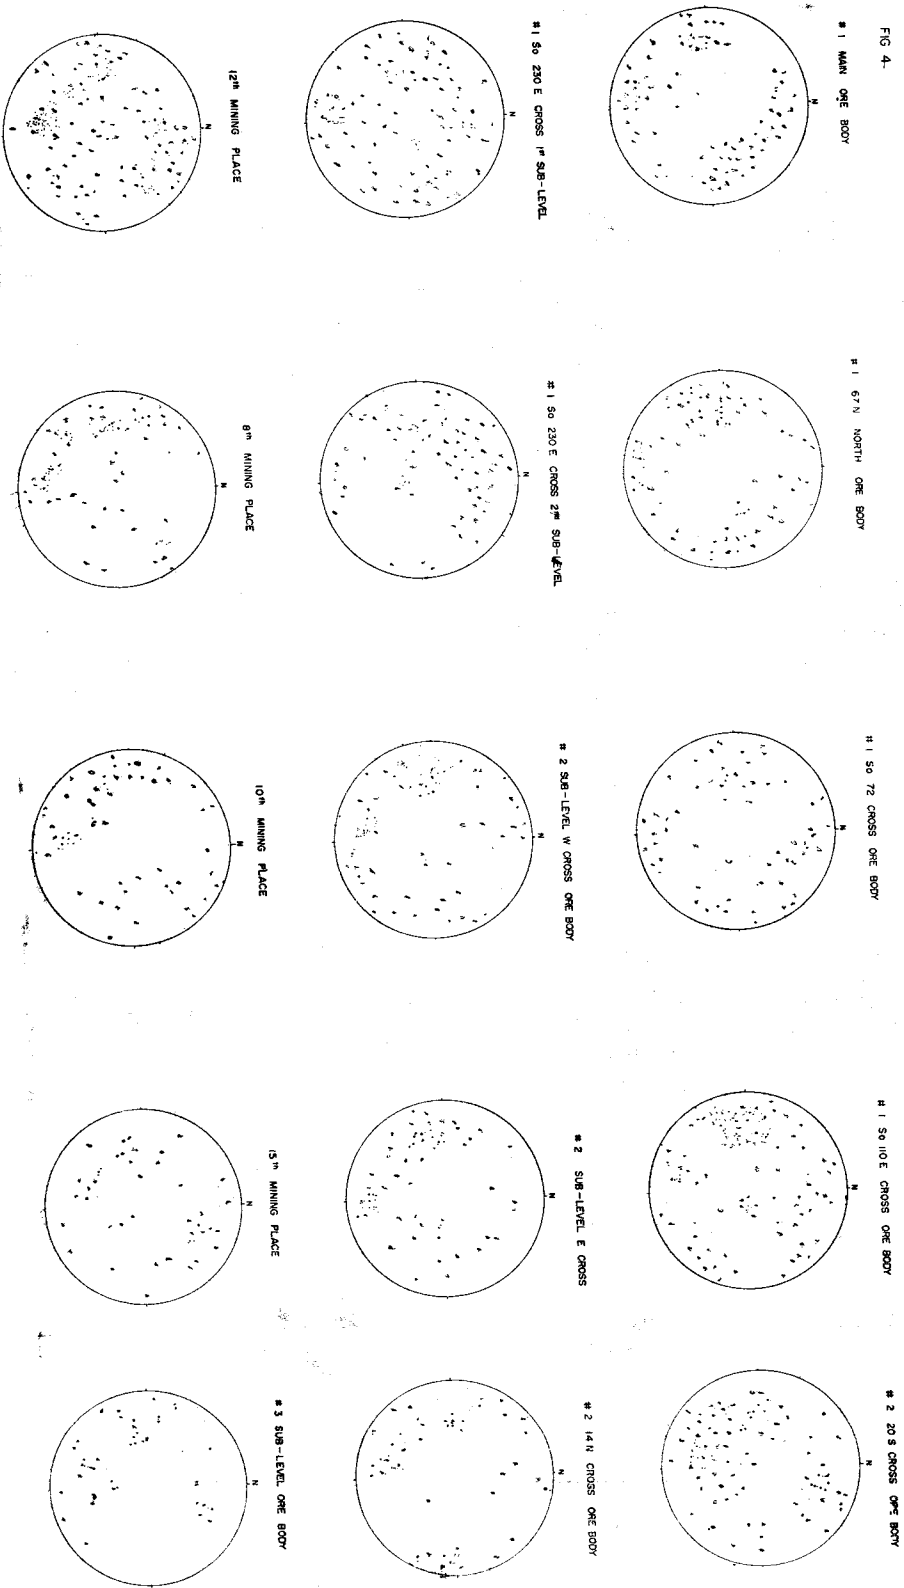 FIG 4-
# 1 MAIN ORE BODY
N
# 1 67 N NORTH ORE BODY
# 1 So 72 CROSS ORE BODY
N
# 1 So 110 E CROSS ORE BODY
N
# 2 20 S CROSS ORE BODY
N
# 1 So 230 E CROSS 1st SUB-LEVEL
N
# 1 So 230 E CROSS 2nd SUB-LEVEL
N
# 2 SUB-LEVEL W CROSS ORE BODY
N
# 2 SUB-LEVEL E CROSS
N
# 2 14 N CROSS ORE BODY
N
12th MINING PLACE
N
8th MINING PLACE
N
10th MINING PLACE
N
15th MINING PLACE
N
# 3 SUB-LEVEL ORE BODY
N